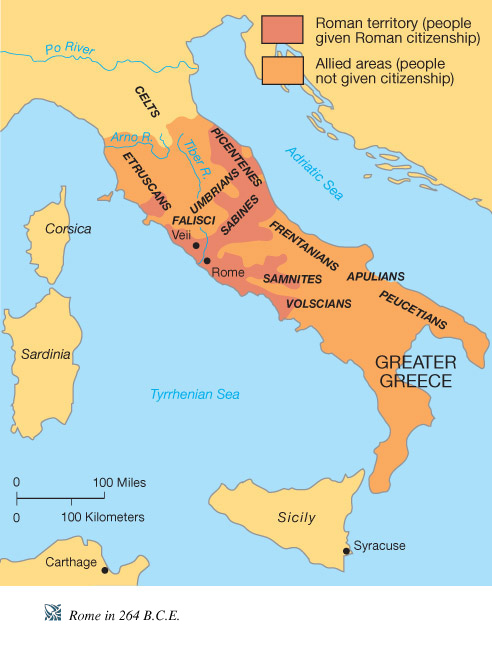 Roman territory (people
given Roman citizenship)
Allied areas (people
not given citizenship)
Po River
CELTS
Arno R.
Tiber R.
PICENTENES
Adriatic Sea
ETRUSCANS
UMBRIANS
SABINES
FALISCI
Veii
Corsica
FRENTANIANS
Rome
SAMNITES
APULIANS
VOLSCIANS
PEUCETIANS
Sardinia
GREATER
GREECE
Tyrrhenian Sea
0 100 Miles
0 100 Kilometers
Sicily
Syracuse
Carthage
Rome in 264 B.C.E.